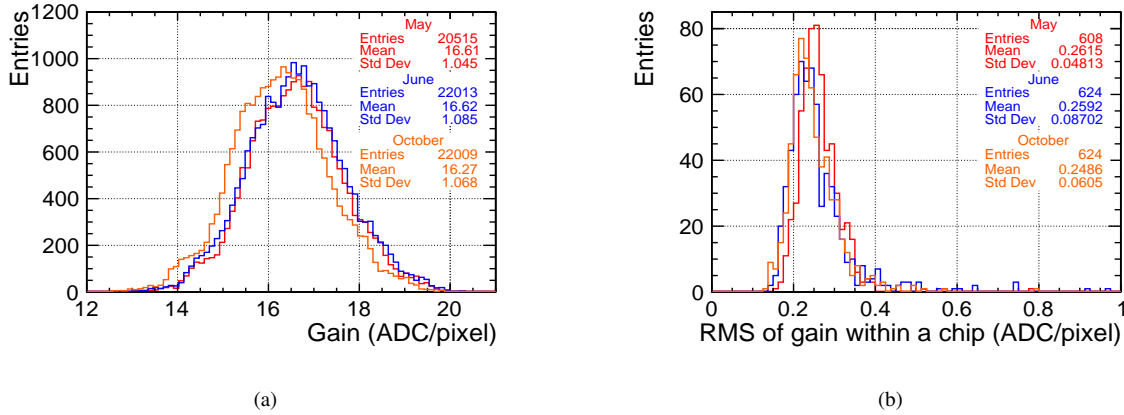 Entries
1200
1000
800
600
400
200
0
12
14
16
18
20
Gain (ADC/pixel)
May
Entries 20515
Mean 16.61
Std Dev 1.045
June
Entries 22013
Mean 16.62
Std Dev 1.085
October
Entries 22009
Mean 16.27
Std Dev 1.068
(a)
Entries
80
60
40
20
0
0
0.2
0.4
0.6
0.8
1
RMS of gain within a chip (ADC/pixel)
May
Entries 608
Mean 0.2615
Std Dev 0.04813
June
Entries 624
Mean 0.2592
Std Dev 0.08702
October
Entries 624
Mean 0.2486
Std Dev 0.0605
(b)